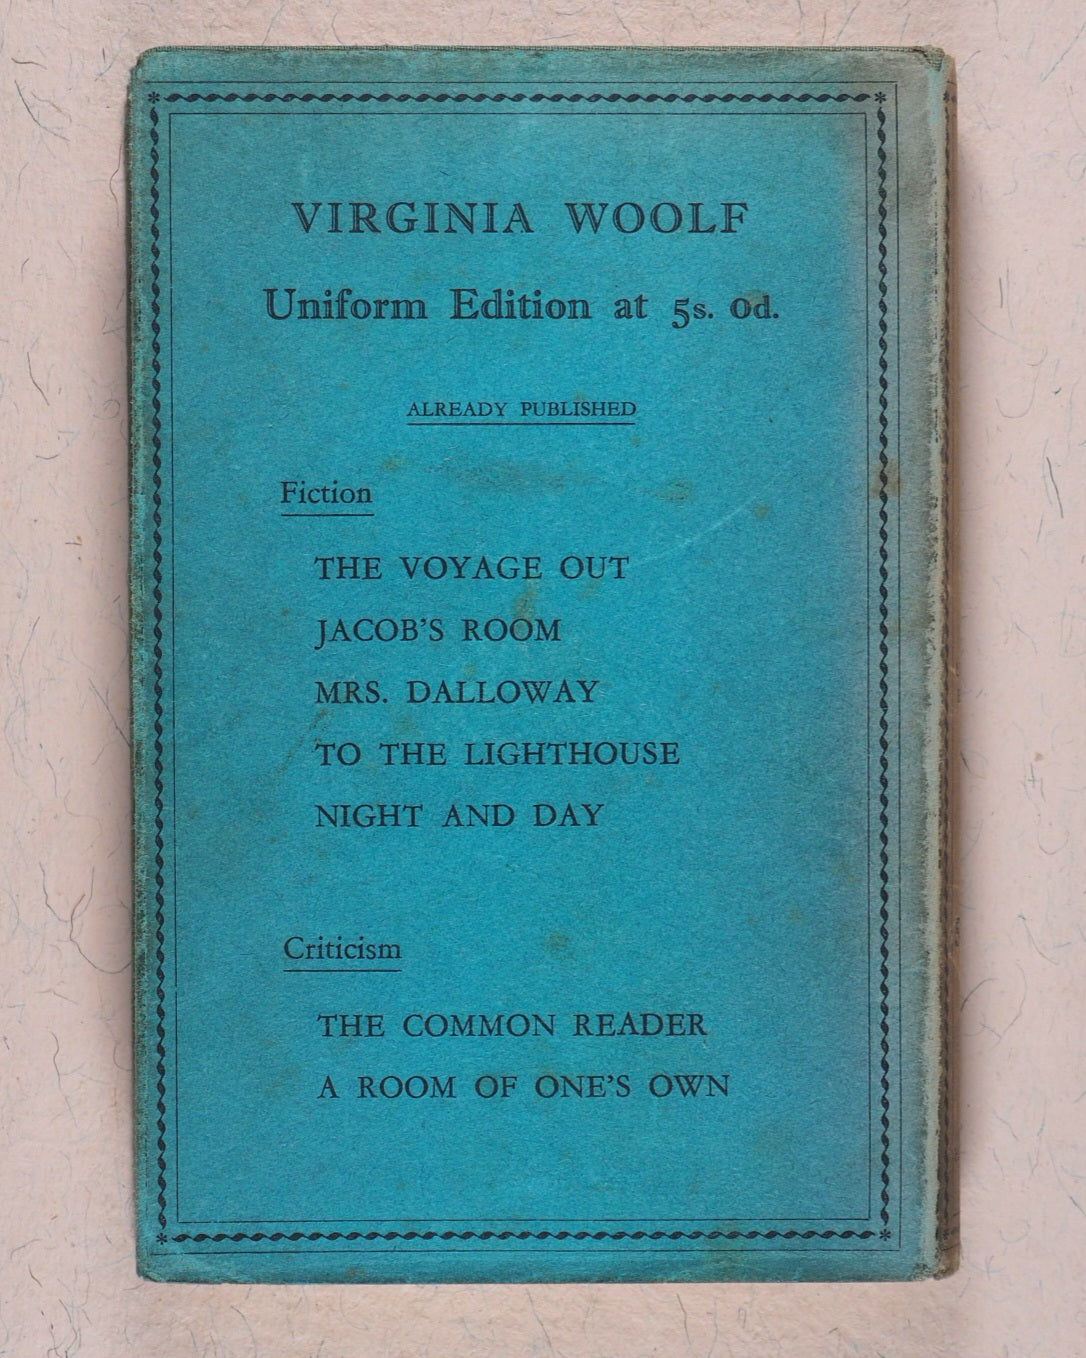 VIRGINIA WOOLF
Uniform Edition at 5s. 0d.
ALREADY PUBLISHED
Fiction
THE VOYAGE OUT
JACOB’S ROOM
MRS. DALLOWAY
TO THE LIGHTHOUSE
NIGHT AND DAY
Criticism
THE COMMON READER
A ROOM OF ONE’S OWN